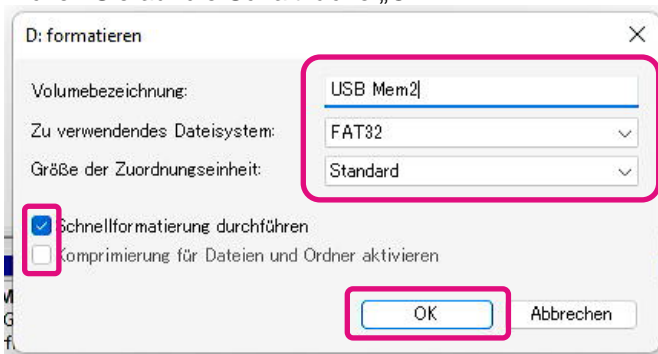 D: formatieren
Volumebezeichnung: USB Mem2
Zu verwendendes Dateisystem: FAT32
Größe der Zuordnungseinheit: Standard
Schnellformatierung durchführen
Komprimierung für Dateien und Ordner aktivieren
OK Abbrechen